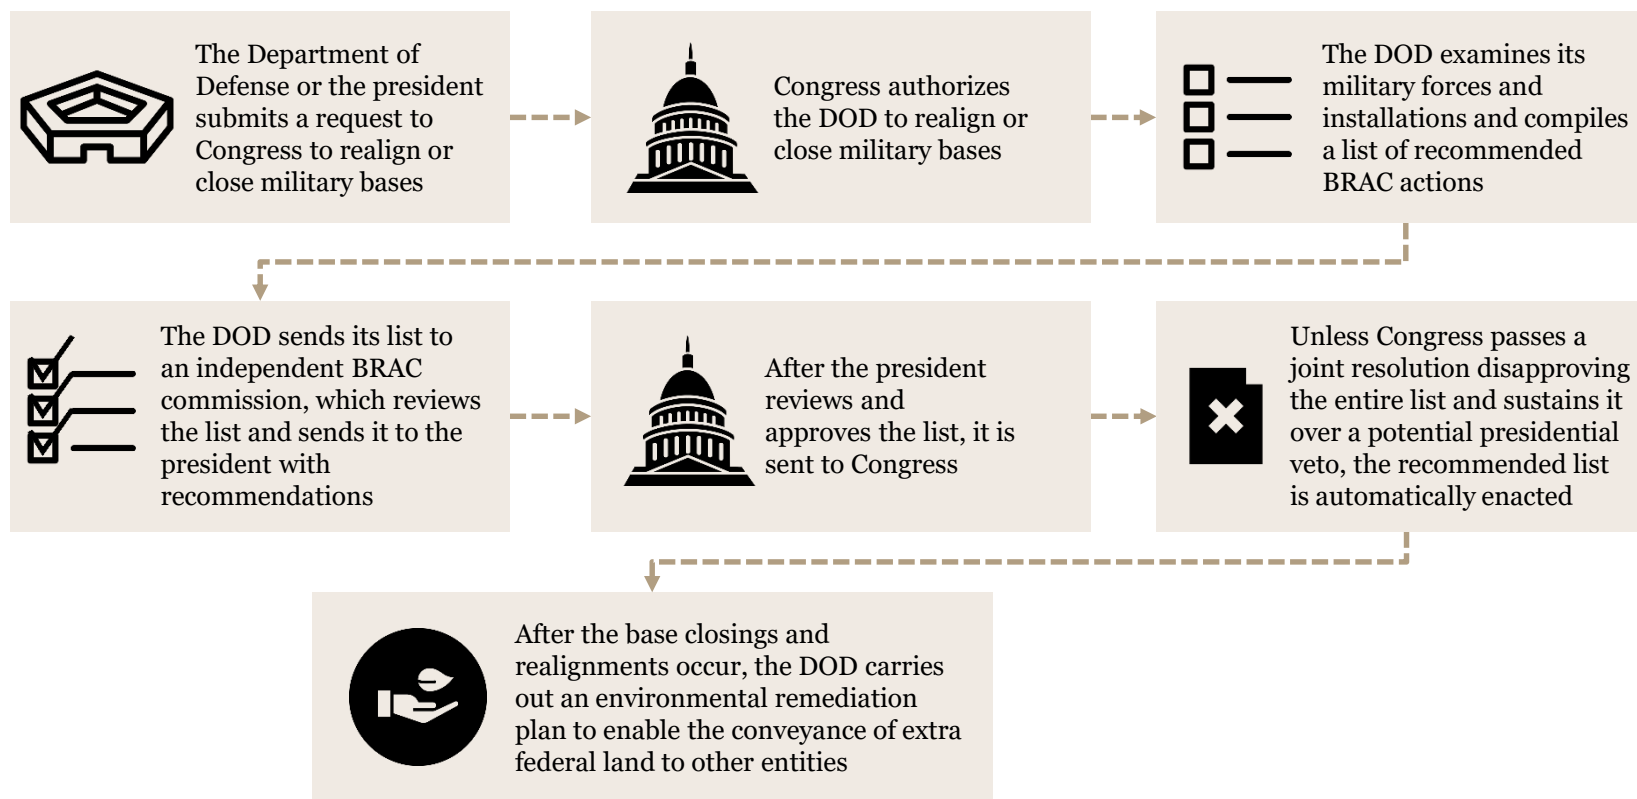 The Department of
Defense or the president
submits a request to
Congress to realign or
close military bases
Congress authorizes
the DOD to realign or
close military bases
The DOD examines its
military forces and
installations and compiles
a list of recommended
BRAC actions
The DOD sends its list to
an independent BRAC
commission, which reviews
the list and sends it to the
president with
recommendations
After the president
reviews and
approves the list, it is
sent to Congress
Unless Congress passes a
joint resolution disapproving
the entire list and sustains it
over a potential presidential
veto, the recommended list
is automatically enacted
After the base closings and
realignments occur, the DOD carries
out an environmental remediation
plan to enable the conveyance of extra
federal land to other entities